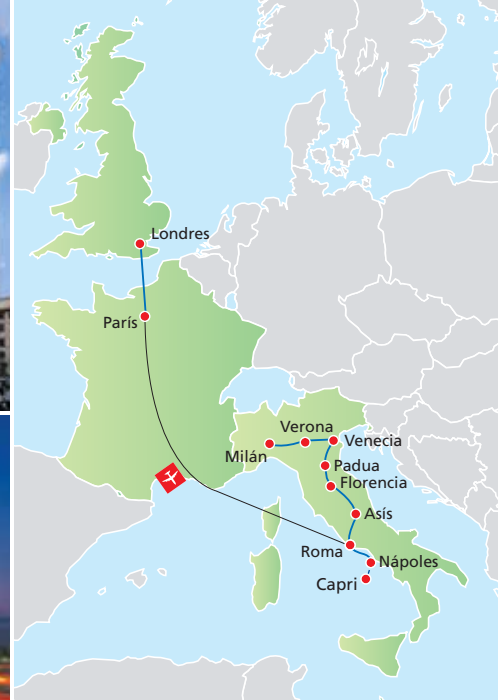 Londres
París
Verona
Venecia
Milán
Padua
Florencia
Asís
Roma
Nápoles
Capri